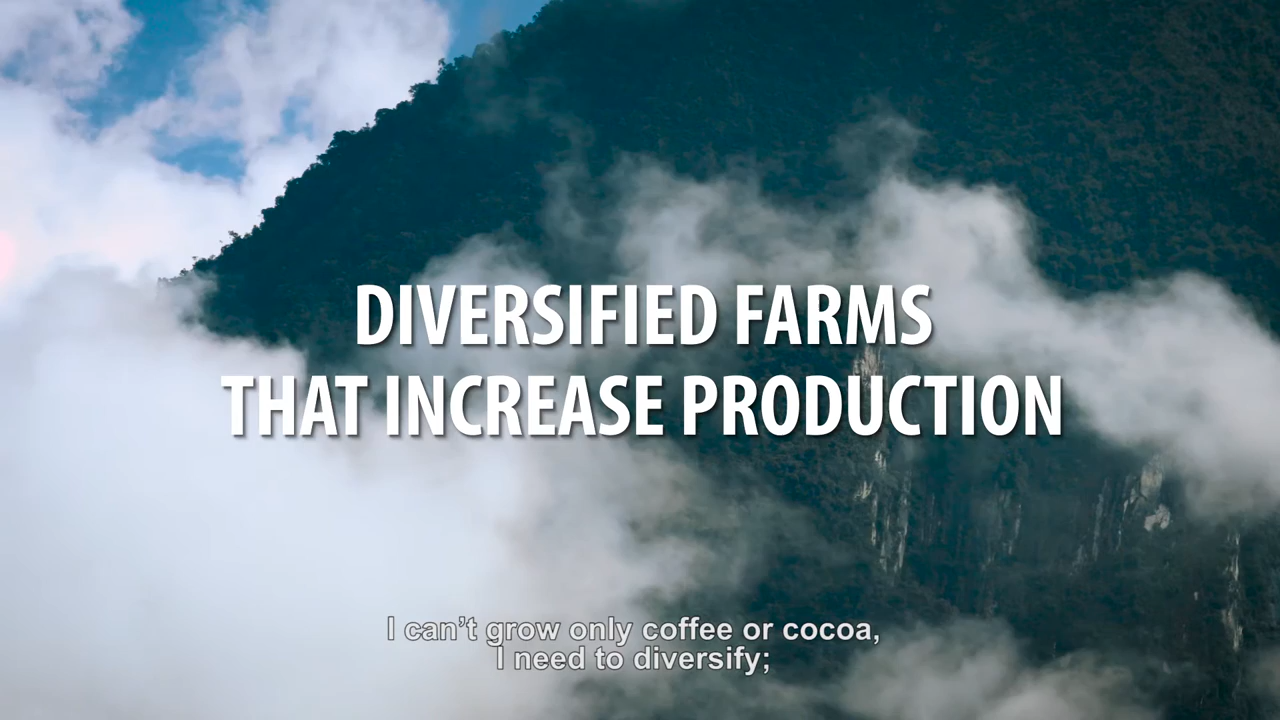 DIVERSIFIED FARMS
THAT INCREASE PRODUCTION
I can’t grow only coffee or cocoa,
I need to diversify;